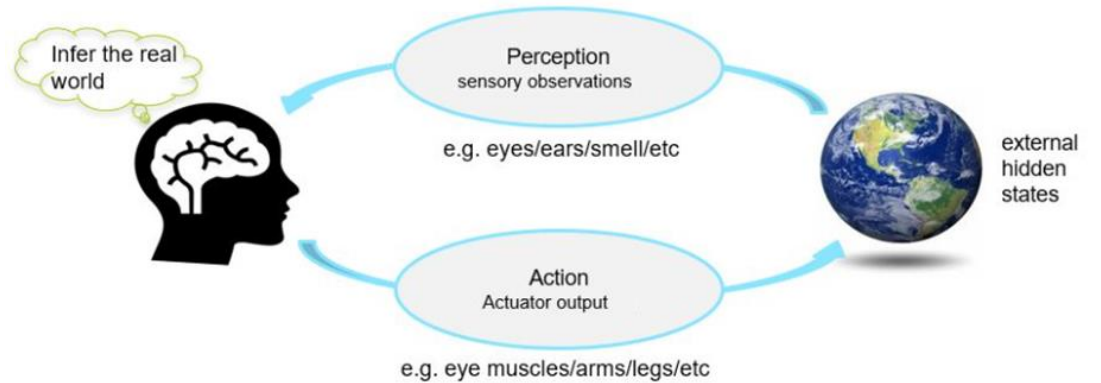 Infer the real
world
Perception
sensory observations
e.g. eyes/ears/smell/etc
external
hidden
states
Action
Actuator output
e.g. eye muscles/arms/legs/etc